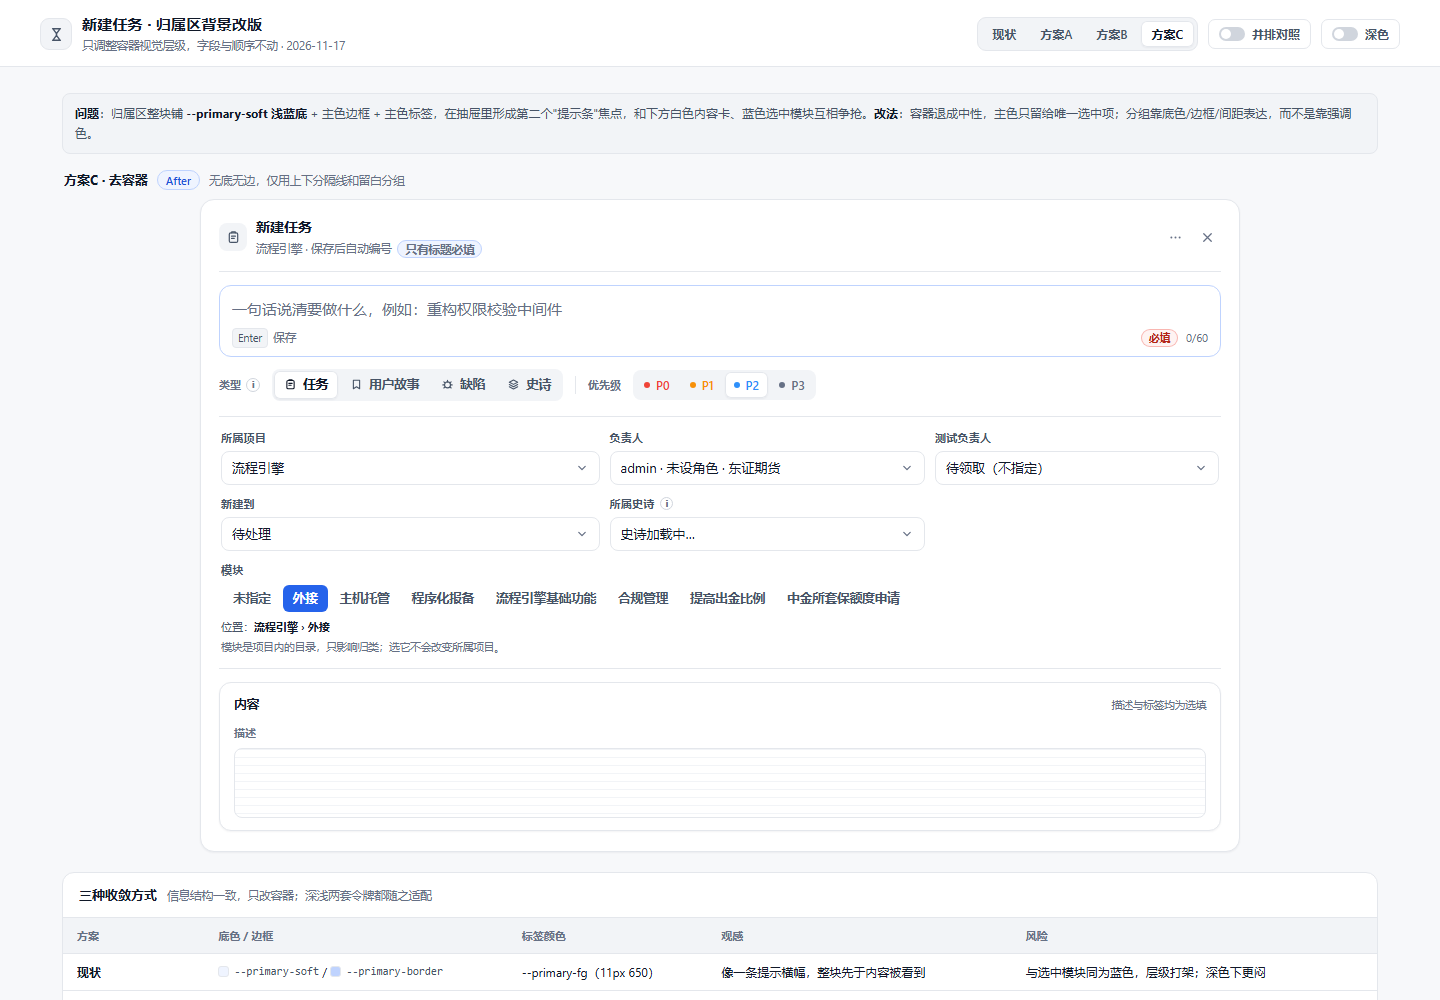 新建任务 · 归属区背景改版
只调整容器视觉层级，字段与顺序不动 · 2026-11-17
现状 方案A 方案B 方案C
并排对照
深色
问题：归属区整块铺 --primary-soft 浅蓝底 + 主色边框 + 主色标签，在抽屉里形成第二个"提示条"焦点，和下方白色内容卡、蓝色选中模块互相争抢。改法：容器退成中性，主色只留给唯一选中项；分组靠底色/边框/间距表达，而不是靠强调
色。
方案C · 去容器 After 无底无边，仅用上下分隔线和留白分组
新建任务
流程引擎 · 保存后自动编号 只有标题必填
一句话说清要做什么，例如：重构权限校验中间件
Enter 保存 必填 0/60
类型 i 任务 用户故事 缺陷 史诗 优先级 P0 P1 P2 P3
所属项目 负责人 测试负责人
流程引擎 admin · 未设角色 · 东证期货 待领取（不指定）
新建到 所属史诗 i
待处理 史诗加载中...
模块
未指定 外接 主机托管 程序化报备 流程引擎基础功能 合规管理 提高出金比例 中金所套保额度申请
位置：流程引擎 › 外接
模块是项目内的目录，只影响归类；选它不会改变所属项目。
内容 描述与标签均为选填
描述
三种收敛方式 信息结构一致，只改容器；深浅两套令牌都随之适配
方案 底色 / 边框 标签颜色 观感 风险
现状 --primary-soft / --primary-border --primary-fg（11px 650） 像一条提示横幅，整块先于内容被看到 与选中模块同为蓝色，层级打架；深色下更闷